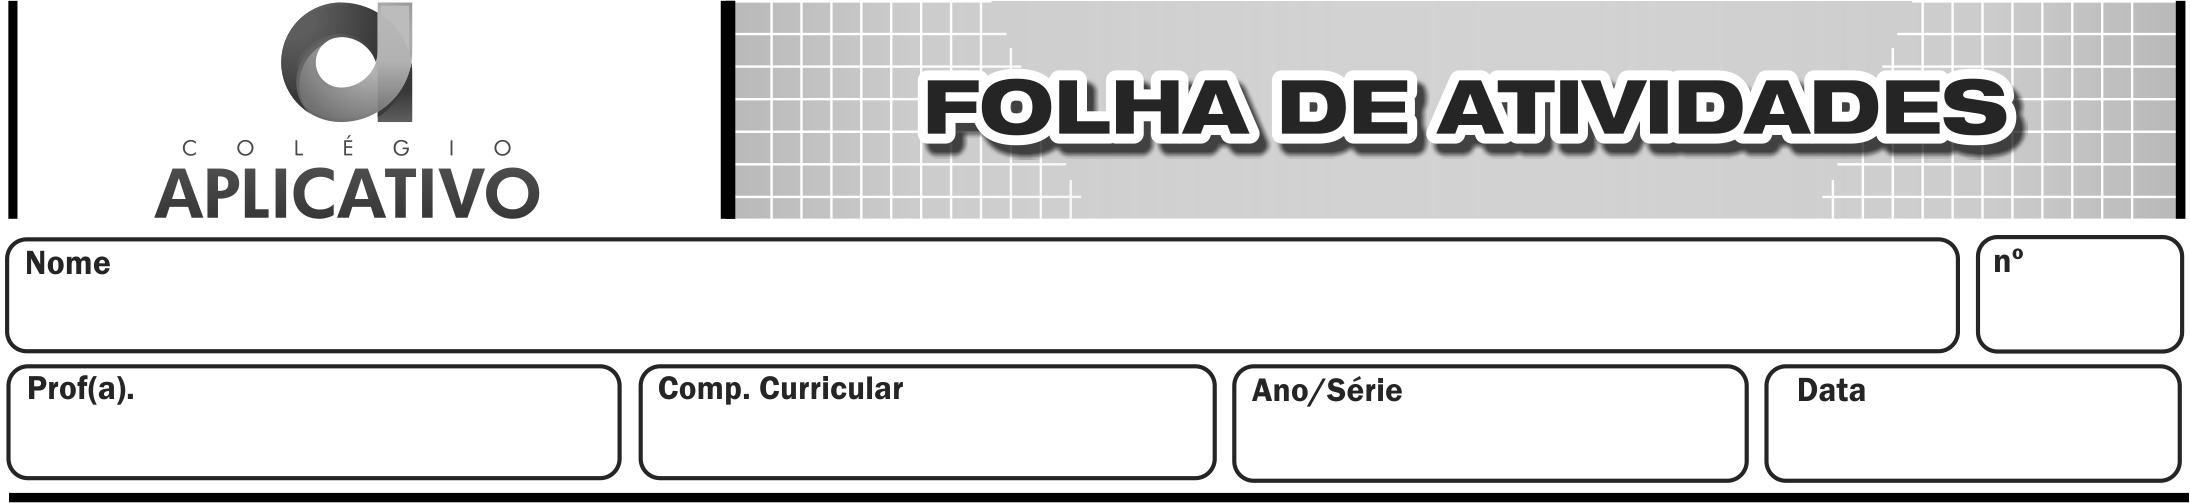 COLÉGIO
APLICATIVO
FOLHA DE ATIVIDADES
Nome
nº
Prof(a).
Comp. Curricular
Ano/Série
Data